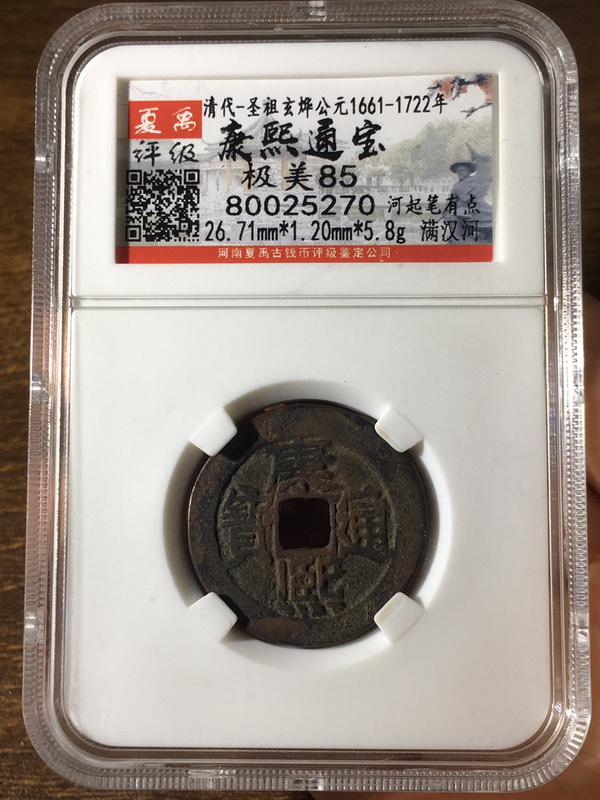 夏禹
评级
清代-圣祖玄烨公元1661-1722年
康熙通宝
极美85
80025270 河起笔有点
26.71mm*1.20mm*5.8g 满汉河
河南夏禹古钱币评级鉴定公司
康熙通寶